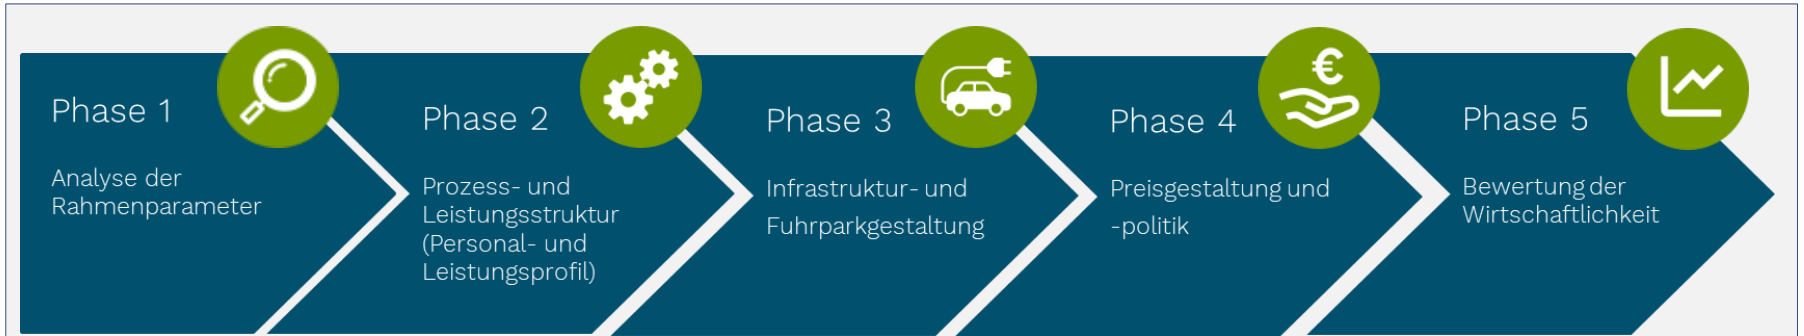 Phase 1
Analyse der
Rahmenparameter
Phase 2
Prozess- und
Leistungsstruktur
(Personal- und
Leistungsprofil)
Phase 3
Infrastruktur- und
Fuhrparkgestaltung
Phase 4
€
Preisgestaltung und
-politik
Phase 5
Bewertung der
Wirtschaftlichkeit